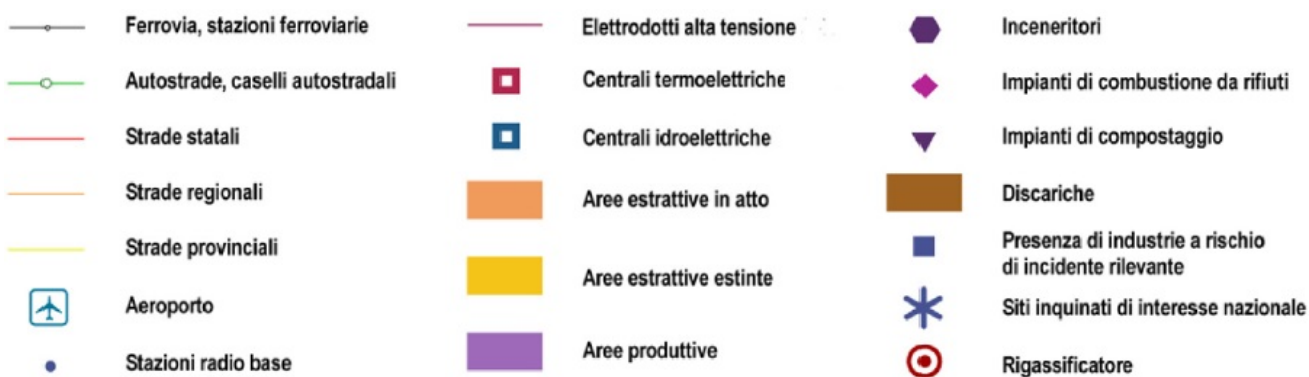 Ferrovia, stazioni ferroviarie
Autostrade, caselli autostradali
Strade statali
Strade regionali
Strade provinciali
Aeroporto
Stazioni radio base
Elettrodotti alta tensione
Centrali termoelettriche
Centrali idroelettriche
Aree estrattive in atto
Aree estrattive estinte
Aree produttive
Inceneritori
Impianti di combustione da rifiuti
Impianti di compostaggio
Discariche
Presenza di industrie a rischio
di incidente rilevante
Siti inquinati di interesse nazionale
Rigassificatore